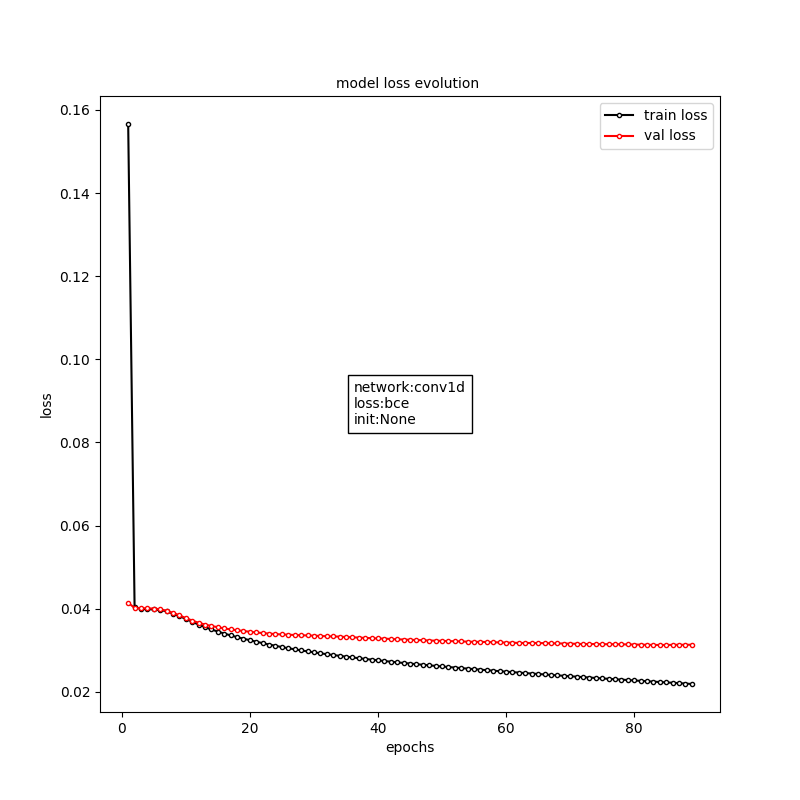 model loss evolution
train loss
val loss
0.16
0.14
0.12
0.10
0.08
0.06
0.04
0.02
loss
network:conv1d
loss:bce
init:None
0
20
40
60
80
epochs